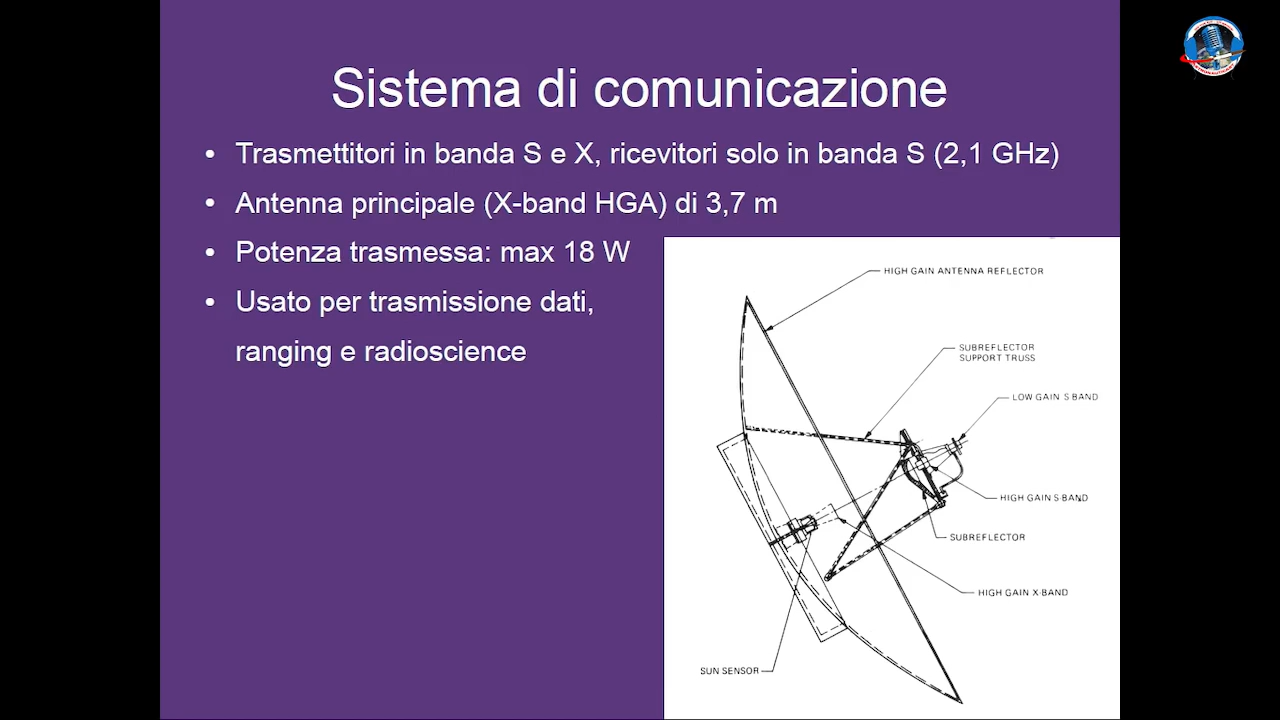 Sistema di comunicazione
• Trasmettitori in banda S e X, ricevitori solo in banda S (2,1 GHz)
• Antenna principale (X-band HGA) di 3,7 m
• Potenza trasmessa: max 18 W
• Usato per trasmissione dati,
ranging e radioscience
HIGH GAIN ANTENNA REFLECTOR
SUBREFLECTOR
SUPPORT TRUSS
LOW GAIN S BAND
HIGH GAIN S BAND
SUBREFLECTOR
HIGH GAIN X-BAND
SUN SENSOR